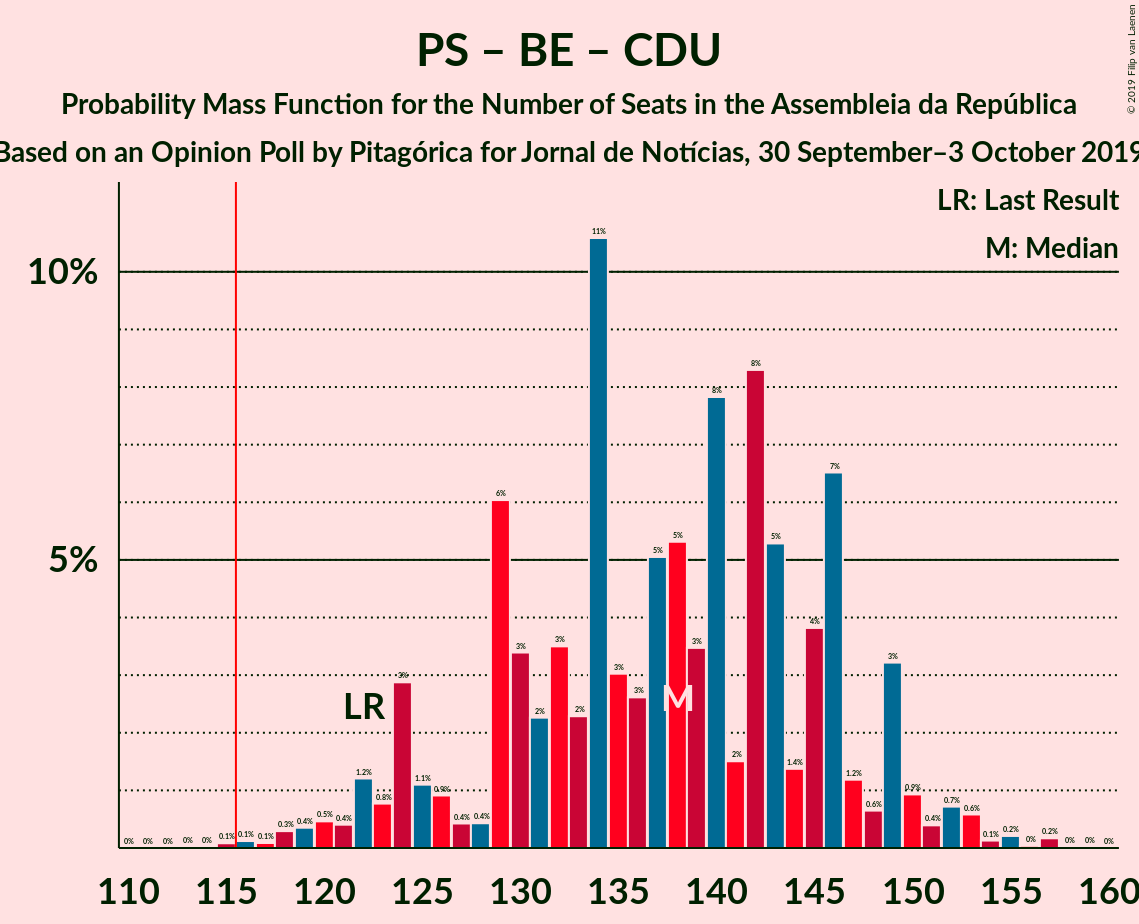 PS – BE – CDU
Probability Mass Function for the Number of Seats in the Assembleia da República
Based on an Opinion Poll by Pitagórica for Jornal de Notícias, 30 September–3 October 2019
© 2019 Filip van Laenen
LR: Last Result
M: Median
10%
5%
LR
M
0% 0% 0% 0% 0% 0.1% 0.1% 0.1% 0.3% 0.4% 0.5% 0.4% 1.2% 0.8% 3% 1.1% 0.9% 0.4% 0.4% 6% 3% 2% 3% 2% 11% 3% 3% 5% 5% 3% 8% 2% 8% 5% 1.4% 4% 7% 1.2% 0.6% 3% 0.9% 0.4% 0.7% 0.6% 0.1% 0.2% 0% 0.2% 0% 0% 0%
110 115 120 125 130 135 140 145 150 155 160